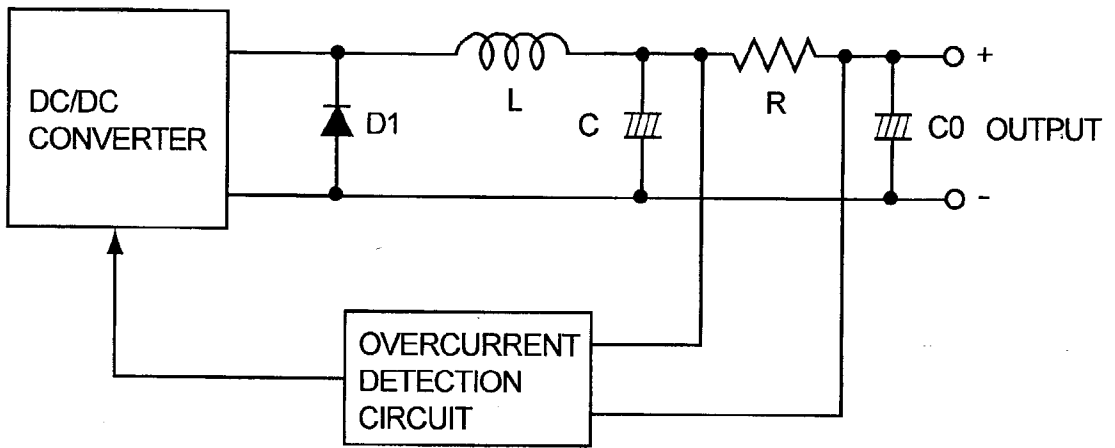 DC/DC
CONVERTER
D1
L
C
R
+
C0
OUTPUT
-
OVERCURRENT
DETECTION
CIRCUIT